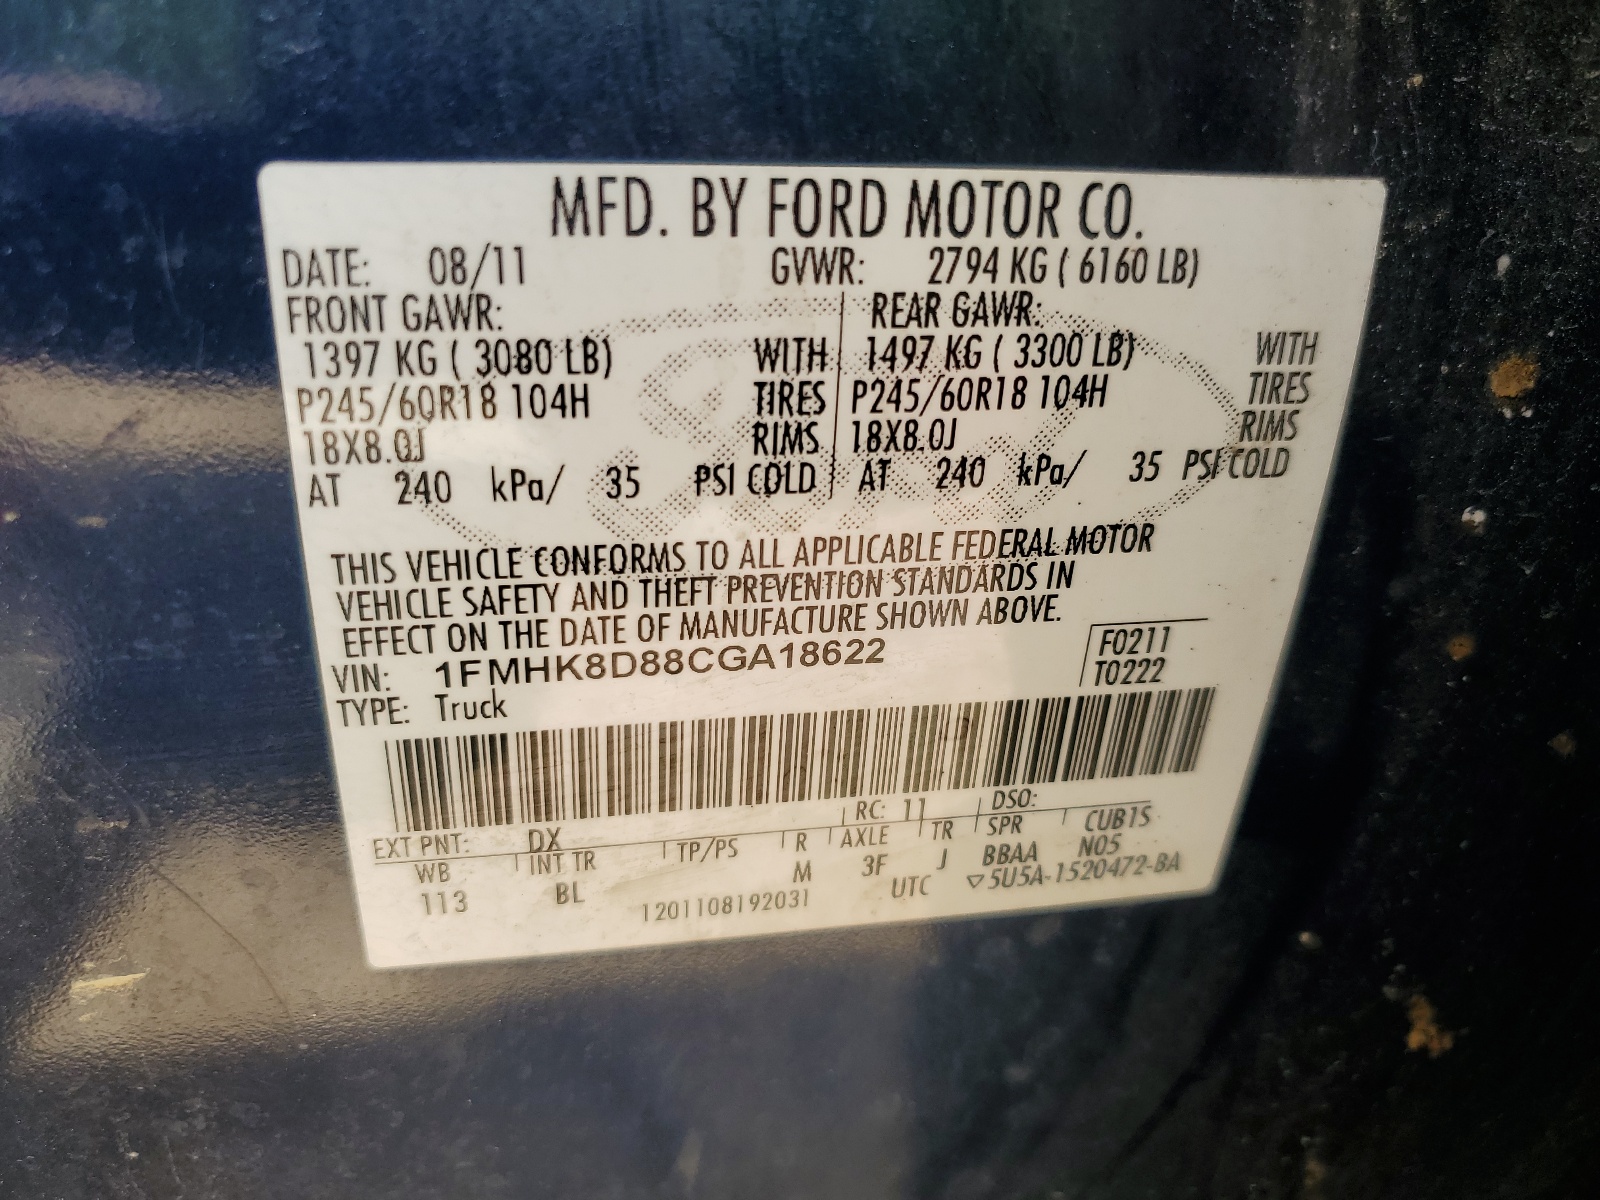 MFD. BY FORD MOTOR CO.
DATE: 08/11 GVWR: 2794 KG ( 6160 LB)
FRONT GAWR: REAR GAWR:
1397 KG ( 3080 LB) WITH 1497 KG ( 3300 LB) WITH
P245/60R18 104H TIRES P245/60R18 104H TIRES
18X8.0J RIMS 18X8.0J RIMS
AT 240 kPa/ 35 PSI COLD AT 240 kPa/ 35 PSI COLD
THIS VEHICLE CONFORMS TO ALL APPLICABLE FEDERAL MOTOR
VEHICLE SAFETY AND THEFT PREVENTION STANDARDS IN
EFFECT ON THE DATE OF MANUFACTURE SHOWN ABOVE.
VIN: 1FMHK8D88CGA18622 F0211
TYPE: Truck T0222
EXT PNT: DX RC: 11 DSO:
WB INT TR TP/PS R AXLE TR SPR CUB1S
113 BL M 3F J BBAA N05
1201108192031 UTC ▽5U5A-1520472-BA